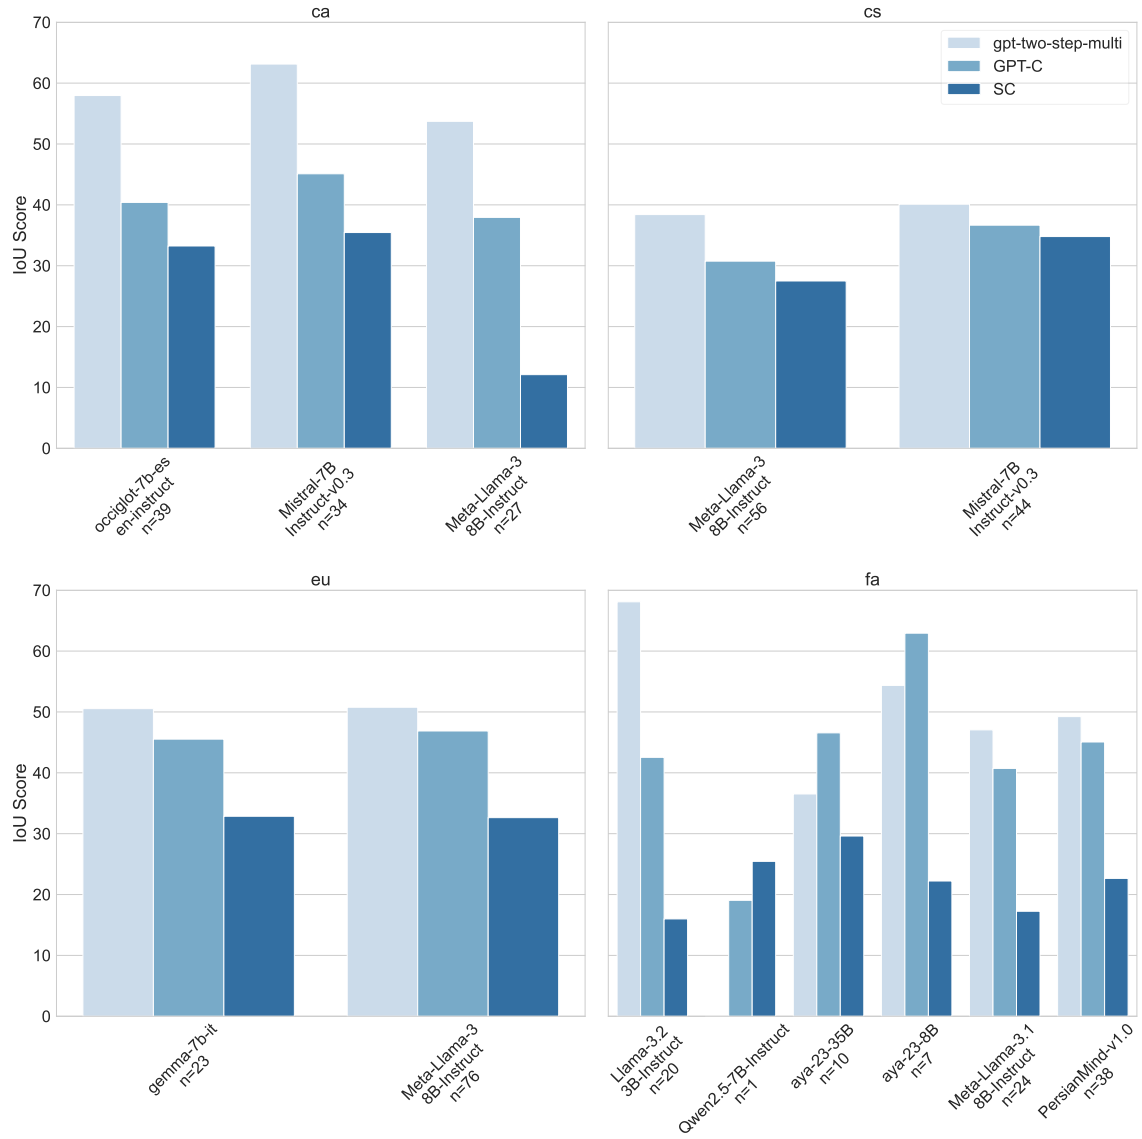 ca
70
60
50
40
30
20
10
0
IoU Score
occiglot-7b-es
en-instruct
n=39
Mistral-7B
Instruct-v0.3
n=34
Meta-Llama-3
8B-Instruct
n=27
cs
gpt-two-step-multi
GPT-C
SC
Meta-Llama-3
8B-Instruct
n=56
Mistral-7B
Instruct-v0.3
n=44
eu
70
60
50
40
30
20
10
0
IoU Score
gemma-7b-it
n=23
Meta-Llama-3
8B-Instruct
n=76
fa
Llama-3.2
3B-Instruct
n=20
Qwen2.5-7B-Instruct
n=1
aya-23-35B
n=10
aya-23-8B
n=7
Meta-Llama-3.1
8B-Instruct
n=24
PersianMind-v1.0
n=38